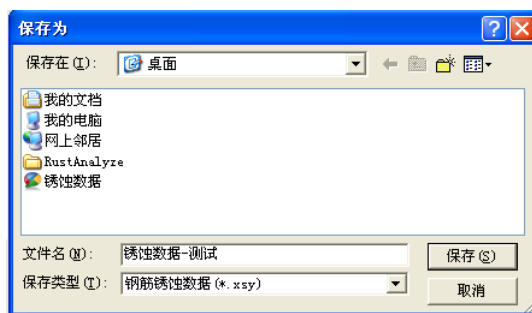 保存为
保存在(I): 桌面
我的文档
我的电脑
网上邻居
RustAnalyze
锈蚀数据
文件名(N): 锈蚀数据-测试 保存(S)
保存类型(T): 钢筋锈蚀数据(*.xsy) 取消